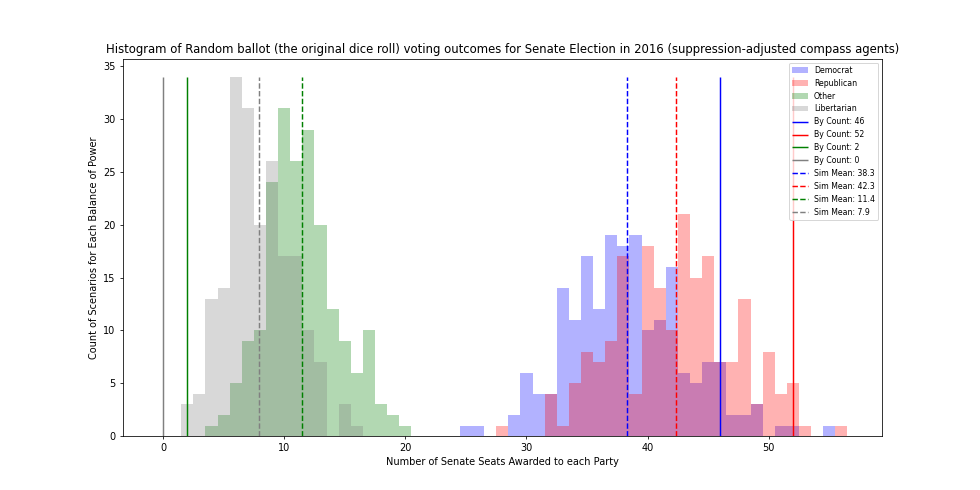 Histogram of Random ballot (the original dice roll) voting outcomes for Senate Election in 2016 (suppression-adjusted compass agents)
Count of Scenarios for Each Balance of Power
35
30
25
20
15
10
5
0
Democrat
Republican
Other
Libertarian
By Count: 46
By Count: 52
By Count: 2
By Count: 0
Sim Mean: 38.3
Sim Mean: 42.3
Sim Mean: 11.4
Sim Mean: 7.9
0 10 20 30 40 50
Number of Senate Seats Awarded to each Party